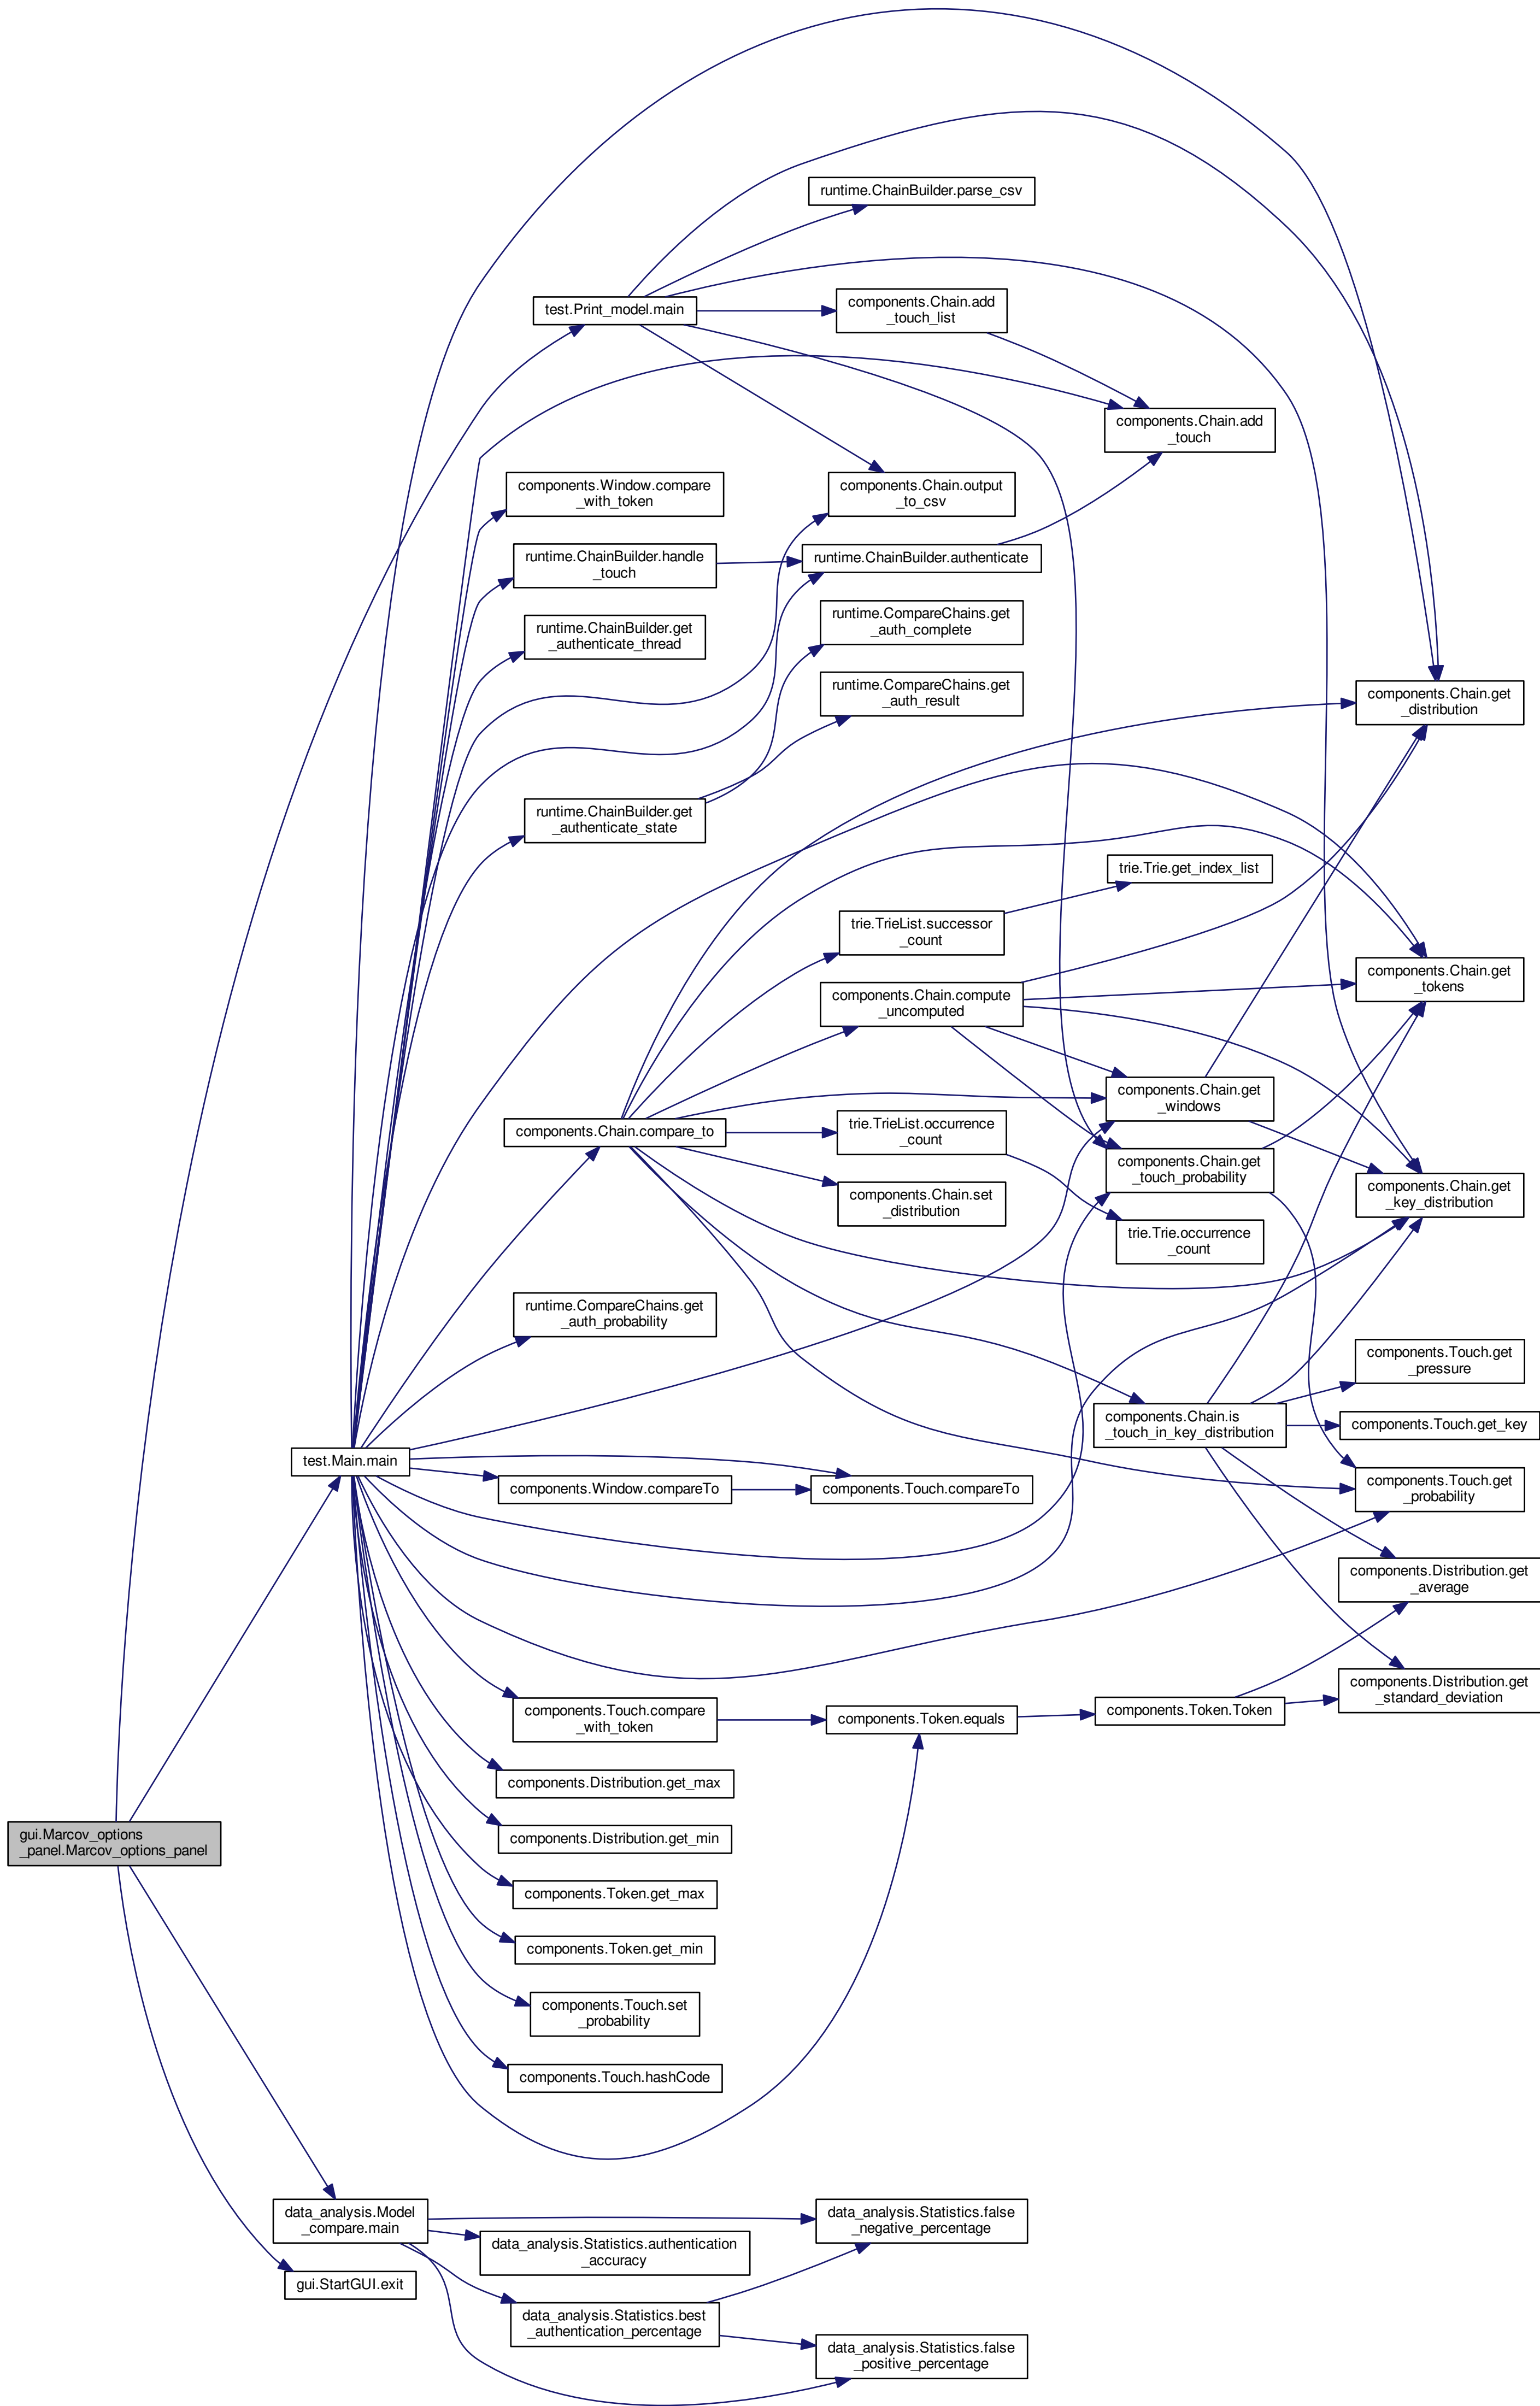 runtime.ChainBuilder.parse_csv
test.Print_model.main
components.Chain.add
_touch_list
components.Chain.add
_touch
components.Window.compare
_with_token
components.Chain.output
_to_csv
runtime.ChainBuilder.handle
_touch
runtime.ChainBuilder.authenticate
runtime.ChainBuilder.get
_authenticate_thread
runtime.CompareChains.get
_auth_complete
runtime.CompareChains.get
_auth_result
components.Chain.get
_distribution
runtime.ChainBuilder.get
_authenticate_state
trie.Trie.get_index_list
trie.TrieList.successor
_count
components.Chain.get
_tokens
components.Chain.compute
_uncomputed
components.Chain.get
_windows
components.Chain.compare_to
trie.TrieList.occurrence
_count
components.Chain.get
_touch_probability
components.Chain.get
_key_distribution
components.Chain.set
_distribution
trie.Trie.occurrence
_count
runtime.CompareChains.get
_auth_probability
components.Touch.get
_pressure
components.Chain.is
_touch_in_key_distribution
components.Touch.get_key
test.Main.main
components.Window.compareTo
components.Touch.compareTo
components.Touch.get
_probability
components.Distribution.get
_average
components.Distribution.get
_standard_deviation
components.Touch.compare
_with_token
components.Token.equals
components.Token.Token
components.Distribution.get_max
components.Distribution.get_min
gui.Marcov_options
_panel.Marcov_options_panel
components.Token.get_max
components.Token.get_min
components.Touch.set
_probability
components.Touch.hashCode
data_analysis.Model
_compare.main
data_analysis.Statistics.false
_negative_percentage
data_analysis.Statistics.authentication
_accuracy
gui.StartGUI.exit
data_analysis.Statistics.best
_authentication_percentage
data_analysis.Statistics.false
_positive_percentage